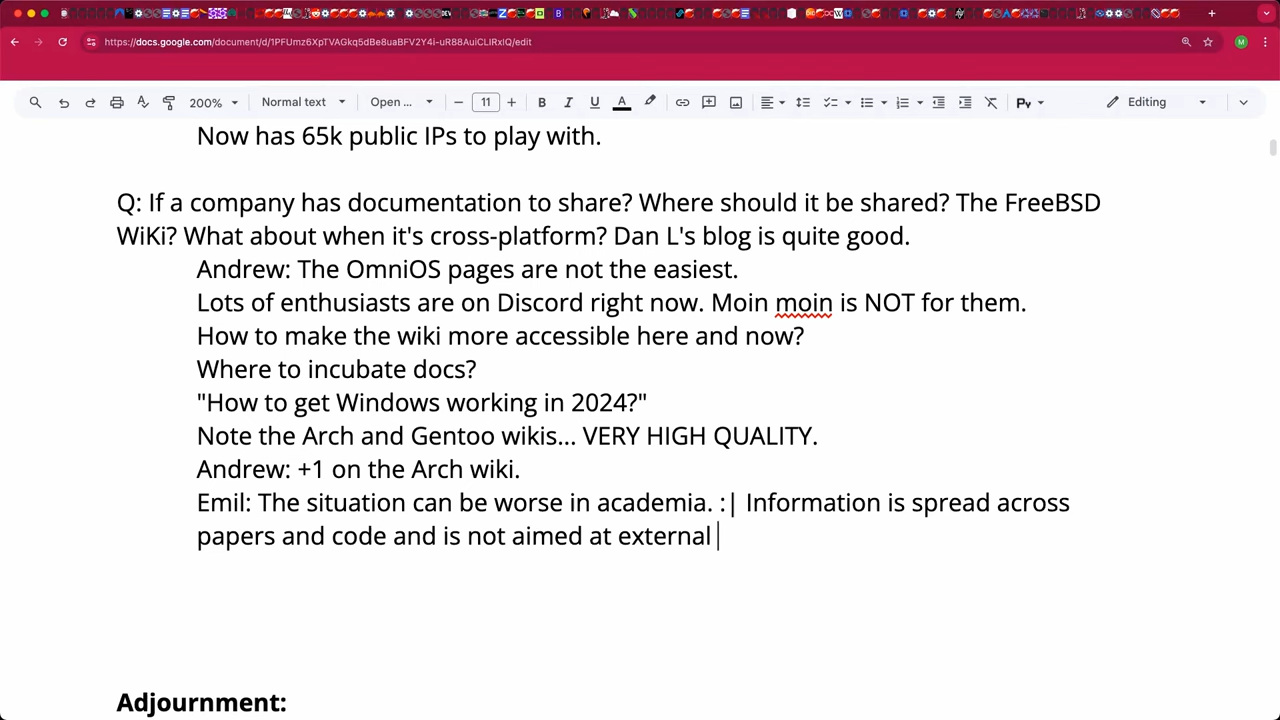 https://docs.google.com/document/d/1PFUmz6XpTVAGkq5dBe8uaBFV2Y4i-uR88AuiCLIRxIQ/edit
M
200%
Normal text
Open ...
11
B
I
U
A
Editing
Now has 65k public IPs to play with.
Q: If a company has documentation to share? Where should it be shared? The FreeBSD
WiKi? What about when it's cross-platform? Dan L's blog is quite good.
Andrew: The OmniOS pages are not the easiest.
Lots of enthusiasts are on Discord right now. Moin moin is NOT for them.
How to make the wiki more accessible here and now?
Where to incubate docs?
"How to get Windows working in 2024?"
Note the Arch and Gentoo wikis... VERY HIGH QUALITY.
Andrew: +1 on the Arch wiki.
Emil: The situation can be worse in academia. :| Information is spread across
papers and code and is not aimed at external
Adjournment: